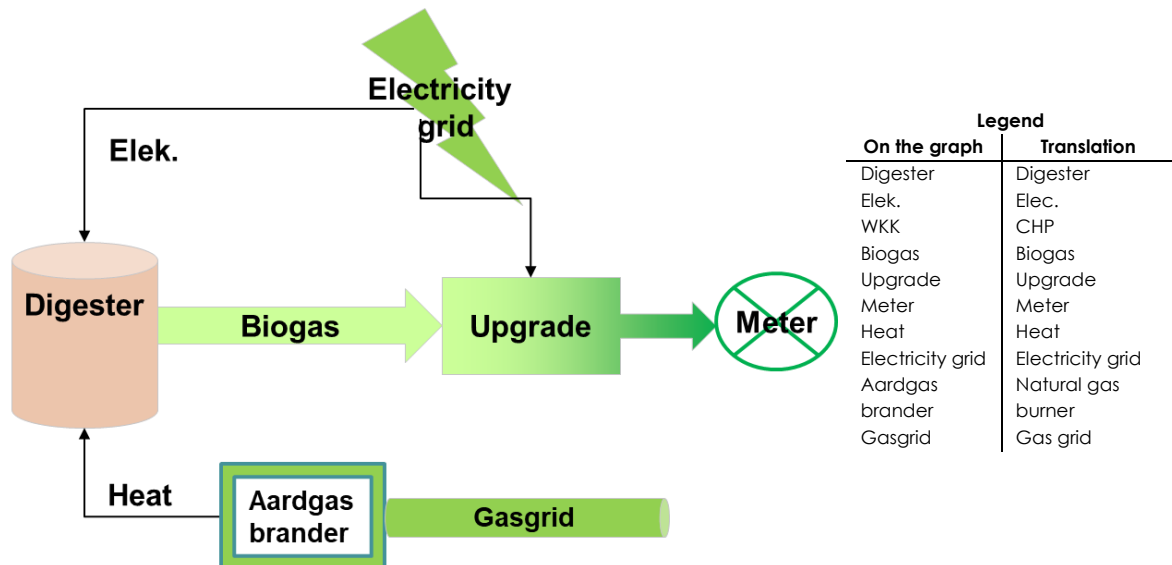 Electricity
grid
Elek.
Digester
Biogas
Upgrade
Meter
Heat
Aardgas
brander
Gasgrid
Legend
On the graph Translation
Digester Digester
Elek. Elec.
WKK CHP
Biogas Biogas
Upgrade Upgrade
Meter Meter
Heat Heat
Electricity grid Electricity grid
Aardgas Natural gas
brander burner
Gasgrid Gas grid